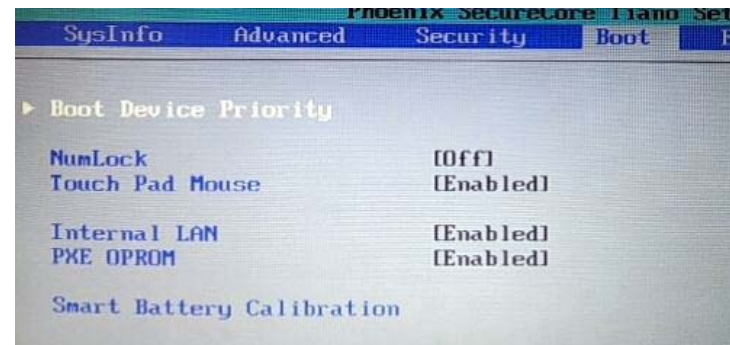 Phoenix SecureCore Tiano Set
SysInfo Advanced Security Boot
Boot Device Priority
NumLock [Off]
Touch Pad Mouse [Enabled]
Internal LAN [Enabled]
PXE OPROM [Enabled]
Smart Battery Calibration